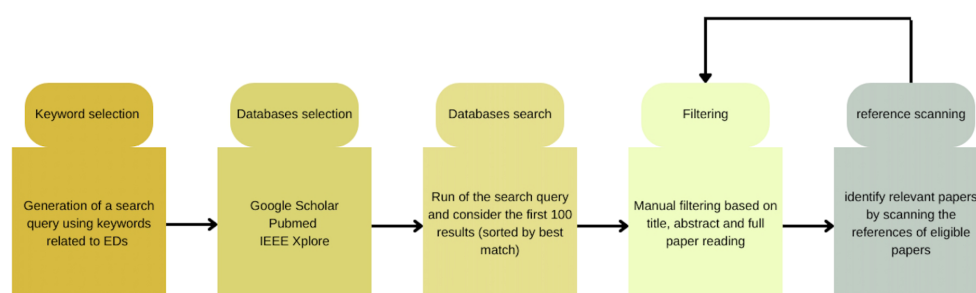 Keyword selection
Generation of a search
query using keywords
related to EDs
Databases selection
Google Scholar
Pubmed
IEEE Xplore
Databases search
Run of the search query
and consider the first 100
results (sorted by best
match)
Filtering
Manual filtering based on
title, abstract and full
paper reading
reference scanning
identify relevant papers
by scanning the
references of eligible
papers